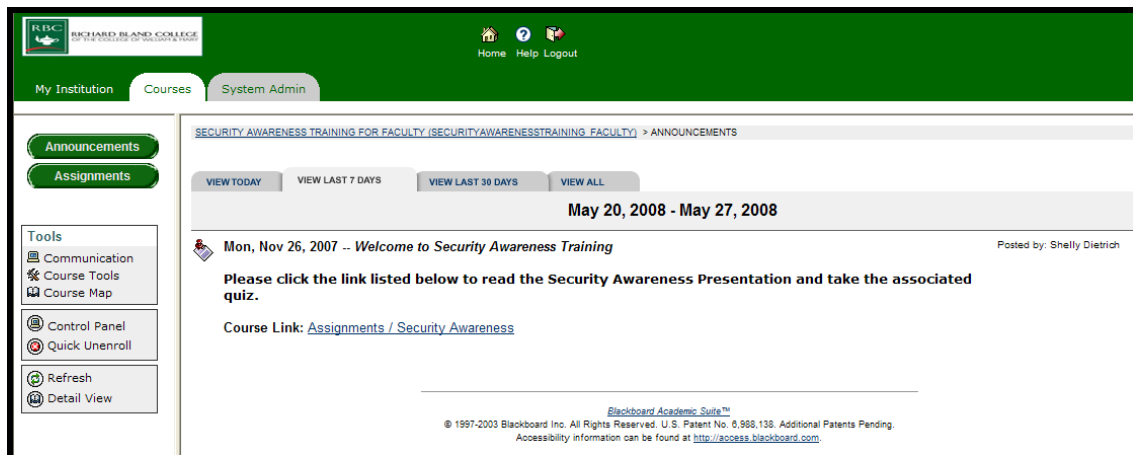 RBC
RICHARD BLAND COLLEGE
OF THE COLLEGE OF WILLIAM & MARY
Home Help Logout
My Institution Courses System Admin
Announcements
Assignments
Tools
Communication
Course Tools
Course Map
Control Panel
Quick Unenroll
Refresh
Detail View
SECURITY AWARENESS TRAINING FOR FACULTY (SECURITYAWARENESSTRAINING_FACULTY) > ANNOUNCEMENTS
VIEW TODAY VIEW LAST 7 DAYS VIEW LAST 30 DAYS VIEW ALL
May 20, 2008 - May 27, 2008
Mon, Nov 26, 2007 -- Welcome to Security Awareness Training
Posted by: Shelly Dietrich
Please click the link listed below to read the Security Awareness Presentation and take the associated
quiz.
Course Link: Assignments / Security Awareness
Blackboard Academic Suite™
© 1997-2003 Blackboard Inc. All Rights Reserved. U.S. Patent No. 6,988,138. Additional Patents Pending.
Accessibility information can be found at http://access.blackboard.com.